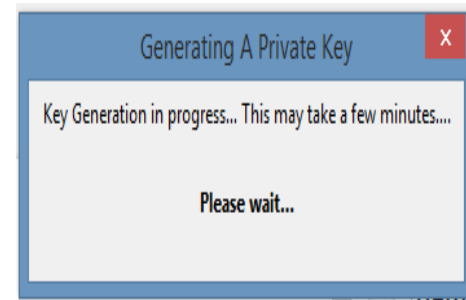 Generating A Private Key
X
Key Generation in progress... This may take a few minutes....
Please wait...